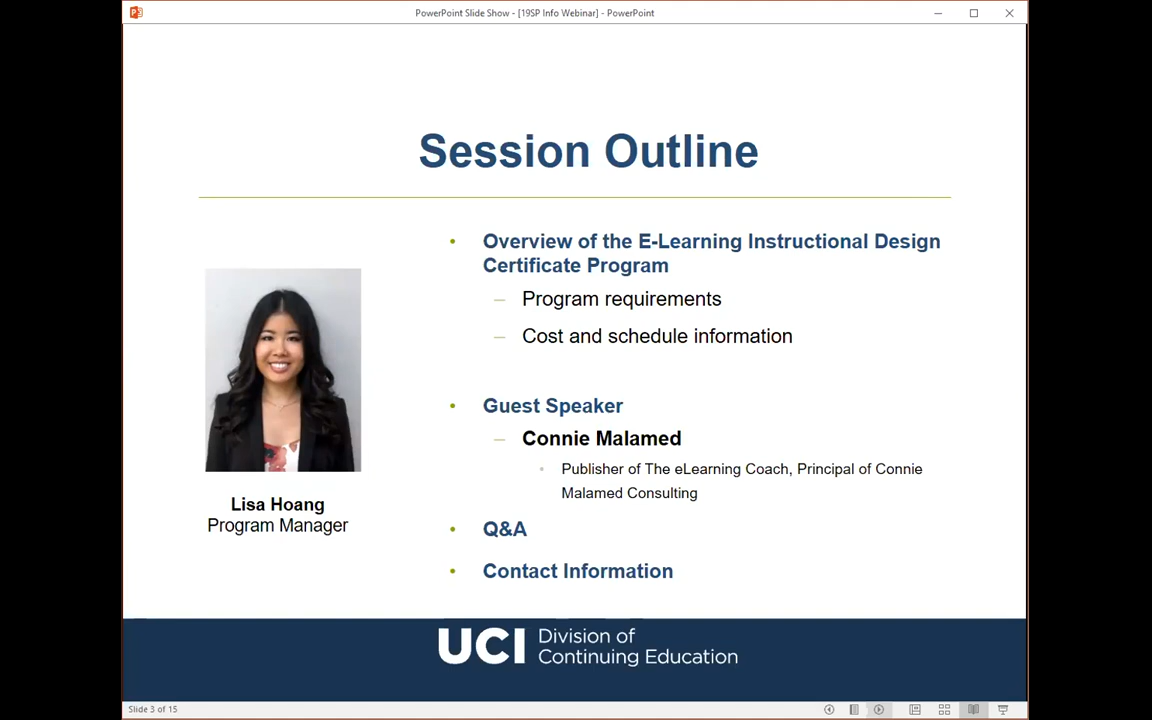 PowerPoint Slide Show - [19SP Info Webinar] - PowerPoint
Session Outline
• Overview of the E-Learning Instructional Design
Certificate Program
– Program requirements
– Cost and schedule information
• Guest Speaker
– Connie Malamed
• Publisher of The eLearning Coach, Principal of Connie
Malamed Consulting
• Q&A
• Contact Information
Lisa Hoang
Program Manager
UCI Division of
Continuing Education
Slide 3 of 15